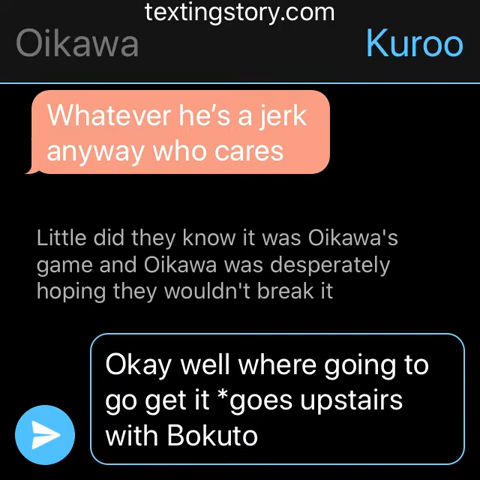 textingstory.com
Oikawa
Kuroo
Whatever he’s a jerk
anyway who cares
Little did they know it was Oikawa's
game and Oikawa was desperately
hoping they wouldn't break it
Okay well where going to
go get it *goes upstairs
with Bokuto